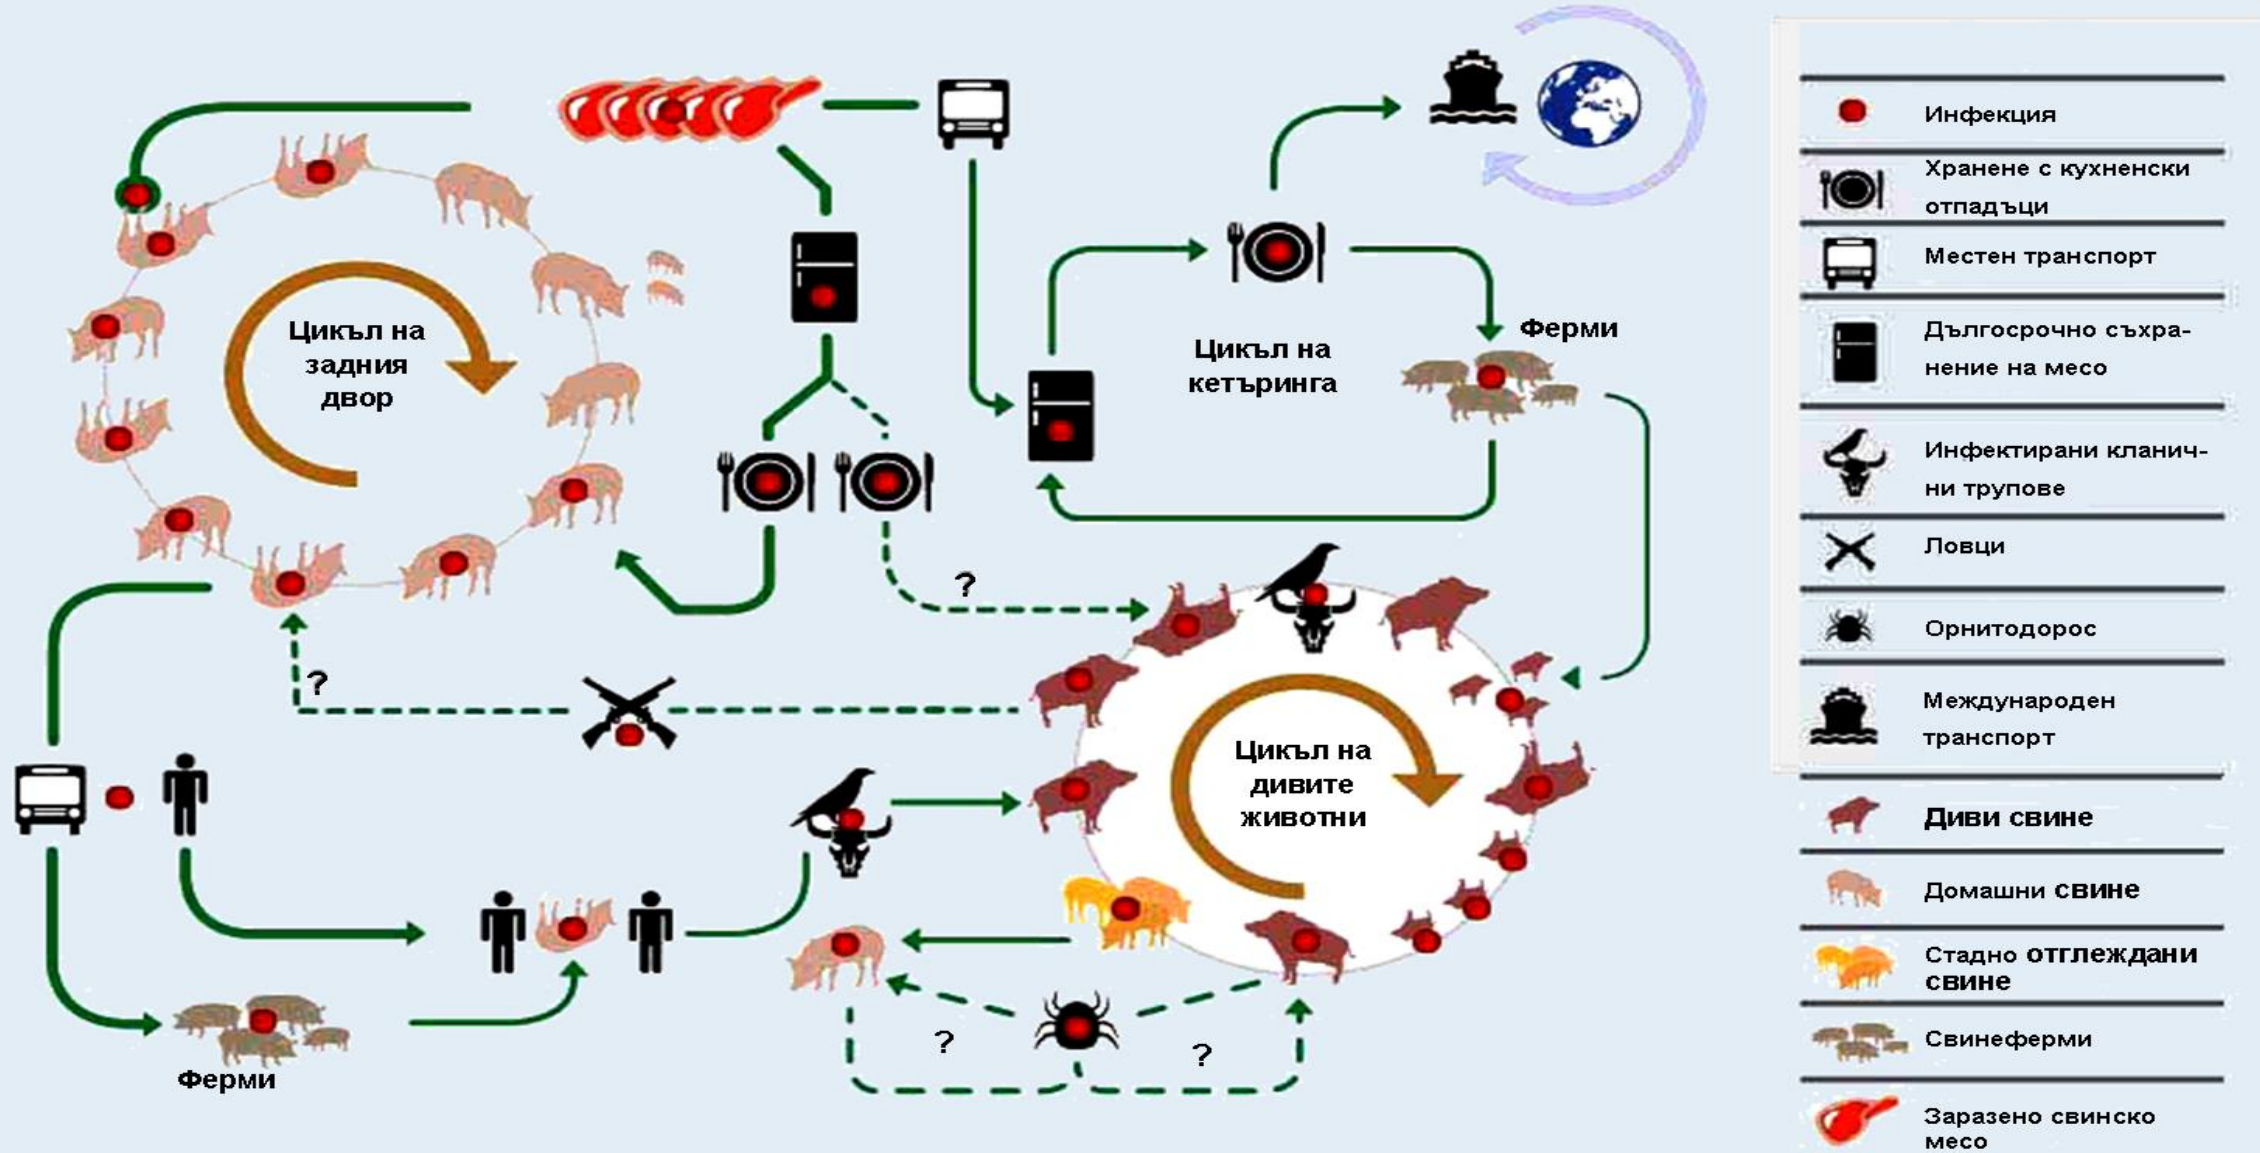 Цикъл на
задния
двор
Цикъл на
кетъринга
Ферми
?
?
Цикъл на
дивите
животни
?
?
Ферми
Инфекция
Хранене с кухненски
отпадъци
Местен транспорт
Дългосрочно съхра-
нение на месо
Инфектирани кланич-
ни трупове
Ловци
Орнитодорос
Международен
транспорт
Диви свине
Домашни свине
Стадно отглеждани
свине
Свинеферми
Заразено свинско
месо